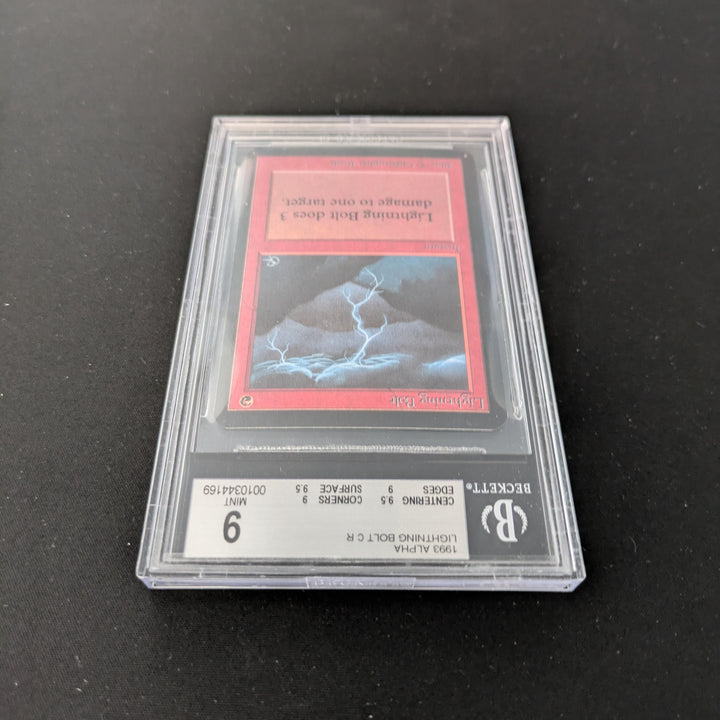 1993 ALPHA
LIGHTNING BOLT C R
CENTERING 9.5 CORNERS 9
EDGES 9 SURFACE 9.5
9
MINT
0010344169
BECKETT®
B
Lightning Bolt
Instant
Lightning Bolt does 3
damage to one target.